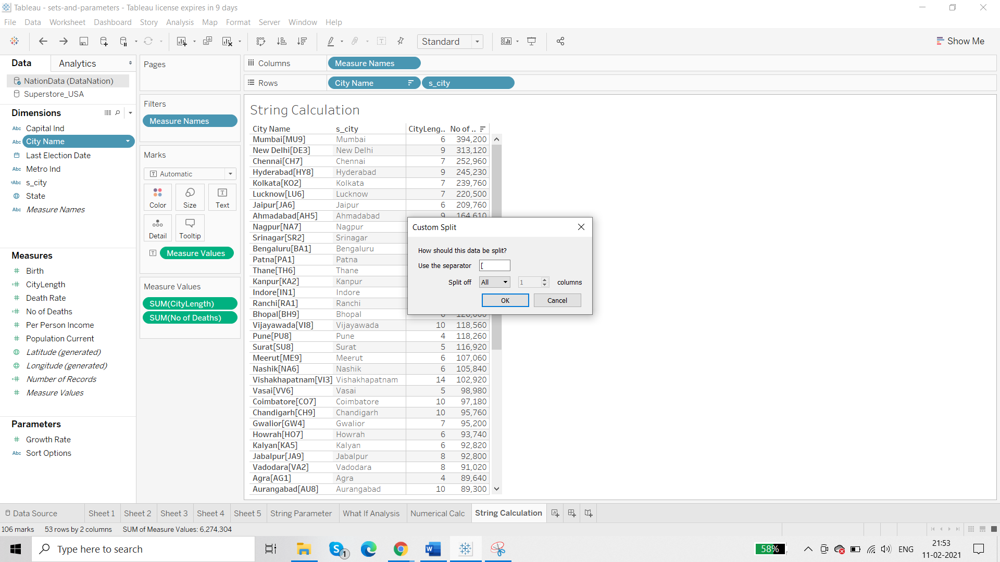 Tableau - sets-and-parameters - Tableau license expires in 9 days
File Data Worksheet Dashboard Story Analysis Map Format Server Window Help
Standard
Show Me
Data Analytics
NationData (DataNation)
Superstore_USA
Dimensions
Abc Capital Ind
Abc City Name
Last Election Date
Abc Metro Ind
=Abc s_city
State
Abc Measure Names
Measures
# Birth
=# CityLength
# Death Rate
=# No of Deaths
# Per Person Income
# Population Current
Latitude (generated)
Longitude (generated)
=# Number of Records
# Measure Values
Parameters
# Growth Rate
Abc Sort Options
Pages
Filters
Measure Names
Marks
T Automatic
Color Size Text
Detail Tooltip
T Measure Values
Measure Values
SUM(CityLength)
SUM(No of Deaths)
Columns Measure Names
Rows City Name s_city
String Calculation
City Name s_city CityLeng.. No of ..
Mumbai[MU9] Mumbai 6 394,200
New Delhi[DE3] New Delhi 9 313,120
Chennai[CH7] Chennai 7 252,960
Hyderabad[HY8] Hyderabad 9 245,230
Kolkata[KO2] Kolkata 7 239,760
Lucknow[LU6] Lucknow 7 220,500
Jaipur[JA6] Jaipur 6 209,760
Ahmadabad[AH5] Ahmadabad 9 164,610
Nagpur[NA7] Nagpur
Srinagar[SR2] Srinagar
Bengaluru[BA1] Bengaluru
Patna[PA1] Patna
Thane[TH6] Thane
Kanpur[KA2] Kanpur
Indore[IN1] Indore
Ranchi[RA1] Ranchi
Bhopal[BH9] Bhopal
Vijayawada[VI8] Vijayawada 10 118,560
Pune[PU8] Pune 4 118,260
Surat[SU8] Surat 5 116,920
Meerut[ME9] Meerut 6 107,060
Nashik[NA6] Nashik 6 105,840
Vishakhapatnam[VI3] Vishakhapatnam 14 102,920
Vasai[VV6] Vasai 5 98,980
Coimbatore[CO7] Coimbatore 10 97,180
Chandigarh[CH9] Chandigarh 10 95,760
Gwalior[GW4] Gwalior 7 95,200
Howrah[HO7] Howrah 6 93,740
Kalyan[KA5] Kalyan 6 92,820
Jabalpur[JA9] Jabalpur 8 92,800
Vadodara[VA2] Vadodara 8 91,020
Agra[AG1] Agra 4 89,640
Aurangabad[AU8] Aurangabad 10 89,300
Custom Split
How should this data be split?
Use the separator [
Split off All 1 columns
OK Cancel
Data Source Sheet 1 Sheet 2 Sheet 3 Sheet 4 Sheet 5 String Parameter What If Analysis Numerical Calc String Calculation
106 marks 53 rows by 2 columns SUM of Measure Values: 6,274,304
Type here to search
1
58%
ENG
21:53
11-02-2021